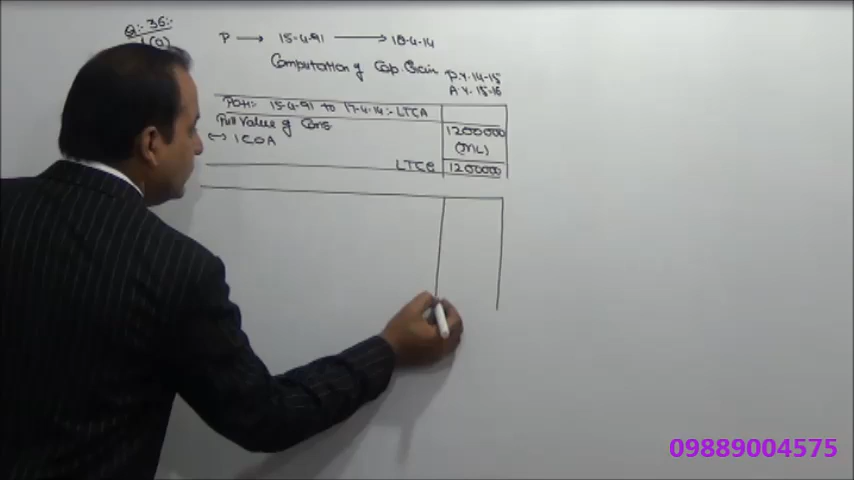 Q:-36:-
P → 15-4-91 → 18-4-14
Computation of Cap. Gain
P.Y. 14-15
A.Y. 15-16
POH:- 15-4-91 to 17-4-14:- LTCA
Full Value of Cons 1200000
ICOA (NIL)
LTCG 1200000
09889004575